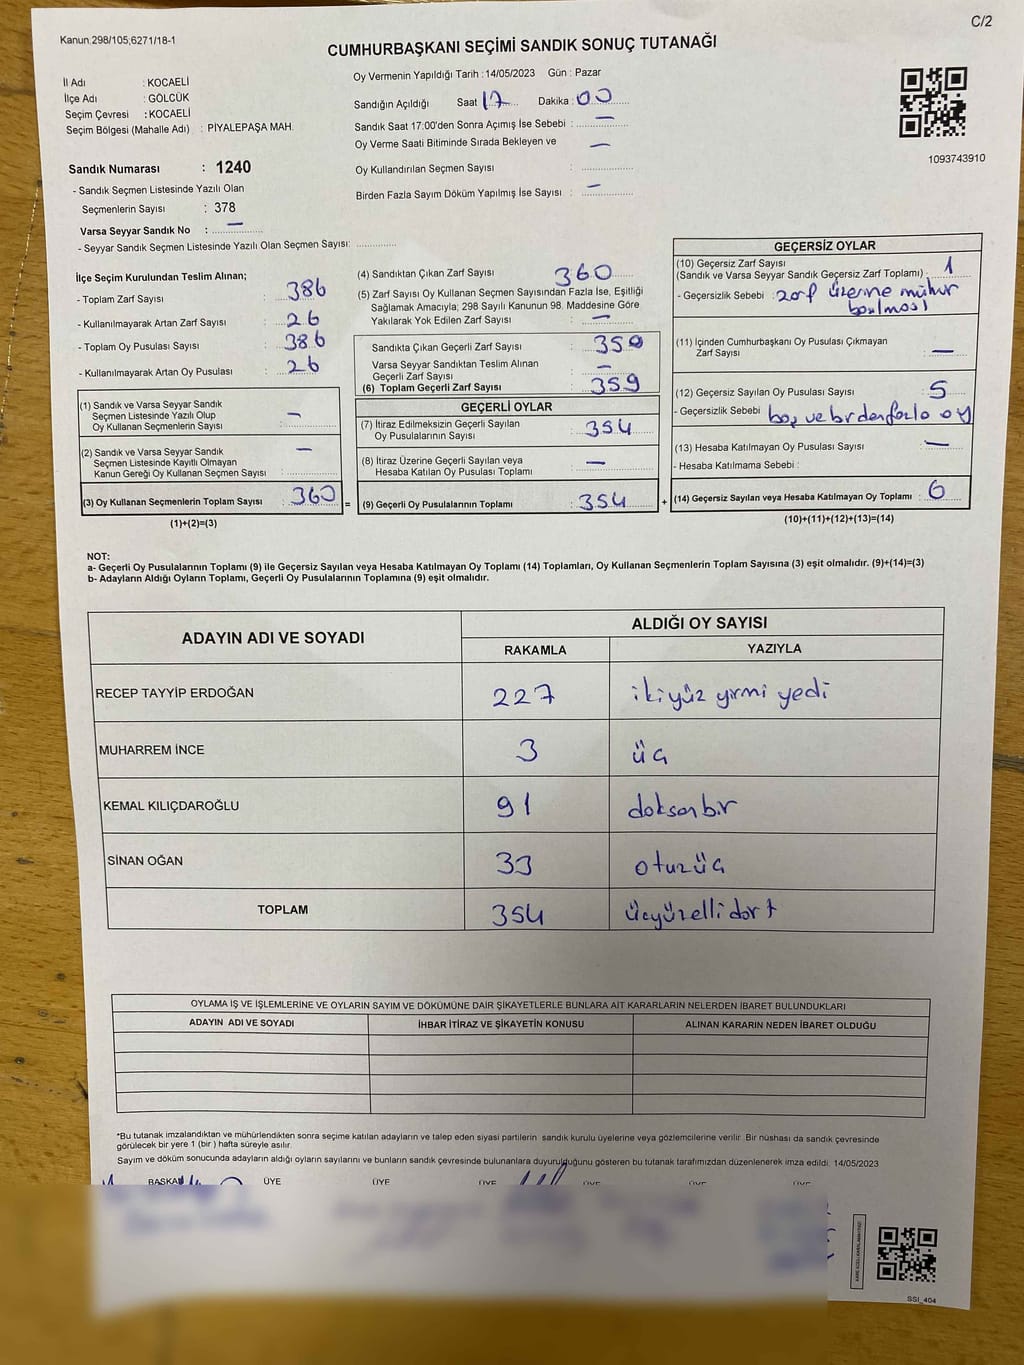 C/2
Kanun,298/105;6271/18-1
CUMHURBAŞKANI SEÇİMİ SANDIK SONUÇ TUTANAĞI
İl Adı : KOCAELİ
İlçe Adı : GÖLCÜK
Seçim Çevresi : KOCAELİ
Seçim Bölgesi (Mahalle Adı) : PİYALEPAŞA MAH.
Sandık Numarası : 1240
- Sandık Seçmen Listesinde Yazılı Olan
Seçmenlerin Sayısı : 378
Varsa Seyyar Sandık No : —
- Seyyar Sandık Seçmen Listesinde Yazılı Olan Seçmen Sayısı: ............
Oy Vermenin Yapıldığı Tarih : 14/05/2023 Gün : Pazar
Sandığın Açıldığı Saat 17 Dakika : 00
Sandık Saat 17:00'den Sonra Açımış İse Sebebi : —
Oy Verme Saati Bitiminde Sırada Bekleyen ve —
Oy Kullandırılan Seçmen Sayısı :
Birden Fazla Sayım Döküm Yapılmış İse Sayısı : —
1093743910
İlçe Seçim Kurulundan Teslim Alınan;
- Toplam Zarf Sayısı : 386
- Kullanılmayarak Artan Zarf Sayısı : 26
- Toplam Oy Pusulası Sayısı : 386
- Kullanılmayarak Artan Oy Pusulası : 26
(1) Sandık ve Varsa Seyyar Sandık
Seçmen Listesinde Yazılı Olup
Oy Kullanan Seçmenlerin Sayısı : —
(2) Sandık ve Varsa Seyyar Sandık
Seçmen Listesinde Kayıtlı Olmayan
Kanun Gereği Oy Kullanan Seçmen Sayısı : —
(3) Oy Kullanan Seçmenlerin Toplam Sayısı : 360 =
(1)+(2)=(3)
(4) Sandıktan Çıkan Zarf Sayısı 360
(5) Zarf Sayısı Oy Kullanan Seçmen Sayısından Fazla İse, Eşitliği
Sağlamak Amacıyla; 298 Sayılı Kanunun 98. Maddesine Göre
Yakılarak Yok Edilen Zarf Sayısı : —
Sandıkta Çıkan Geçerli Zarf Sayısı : 359
Varsa Seyyar Sandıktan Teslim Alınan
Geçerli Zarf Sayısı : —
(6) Toplam Geçerli Zarf Sayısı : 359
GEÇERLİ OYLAR
(7) İtiraz Edilmeksizin Geçerli Sayılan
Oy Pusulalarının Sayısı : 354
(8) İtiraz Üzerine Geçerli Sayılan veya
Hesaba Katılan Oy Pusulası Toplamı : —
(9) Geçerli Oy Pusulalarının Toplamı : 354 +
GEÇERSİZ OYLAR
(10) Geçersiz Zarf Sayısı
(Sandık ve Varsa Seyyar Sandık Geçersiz Zarf Toplamı) : 1
- Geçersizlik Sebebi : zarf üzerine mühür
basılması
(11) İçinden Cumhurbaşkanı Oy Pusulası Çıkmayan
Zarf Sayısı : —
(12) Geçersiz Sayılan Oy Pusulası Sayısı : 5
- Geçersizlik Sebebi boş ve birdenfazla oy
(13) Hesaba Katılmayan Oy Pusulası Sayısı : —
- Hesaba Katılmama Sebebi :
(14) Geçersiz Sayılan veya Hesaba Katılmayan Oy Toplamı : 6
(10)+(11)+(12)+(13)=(14)
NOT:
a- Geçerli Oy Pusulalarının Toplamı (9) ile Geçersiz Sayılan veya Hesaba Katılmayan Oy Toplamı (14) Toplamları, Oy Kullanan Seçmenlerin Toplam Sayısına (3) eşit olmalıdır. (9)+(14)=(3)
b- Adayların Aldığı Oyların Toplamı, Geçerli Oy Pusulalarının Toplamına (9) eşit olmalıdır.
ADAYIN ADI VE SOYADI ALDIĞI OY SAYISI
RAKAMLA YAZIYLA
RECEP TAYYİP ERDOĞAN 227 ikiyüz yirmi yedi
MUHARREM İNCE 3 üç
KEMAL KILIÇDAROĞLU 91 doksanbir
SİNAN OĞAN 33 otuzüç
TOPLAM 354 üçyüzellidört
OYLAMA İŞ VE İŞLEMLERİNE VE OYLARIN SAYIM VE DÖKÜMÜNE DAİR ŞİKAYETLERLE BUNLARA AİT KARARLARIN NELERDEN İBARET BULUNDUKLARI
ADAYIN ADI VE SOYADI İHBAR İTİRAZ VE ŞİKAYETİN KONUSU ALINAN KARARIN NEDEN İBARET OLDUĞU
*Bu tutanak imzalandıktan ve mühürlendikten sonra seçime katılan adayların ve talep eden siyasi partilerin sandık kurulu üyelerine veya gözlemcilerine verilir. Bir nüshası da sandık çevresinde
görülecek bir yere 1 (bir ) hafta süreyle asılır.
Sayım ve döküm sonucunda adayların aldığı oyların sayılarını ve bunların sandık çevresinde bulunanlara duyurulduğunu gösteren bu tutanak tarafımızdan düzenlenerek imza edildi. 14/05/2023
BAŞKAN ÜYE ÜYE ÜYE ÜYE ÜYE ÜYE
SSI_404